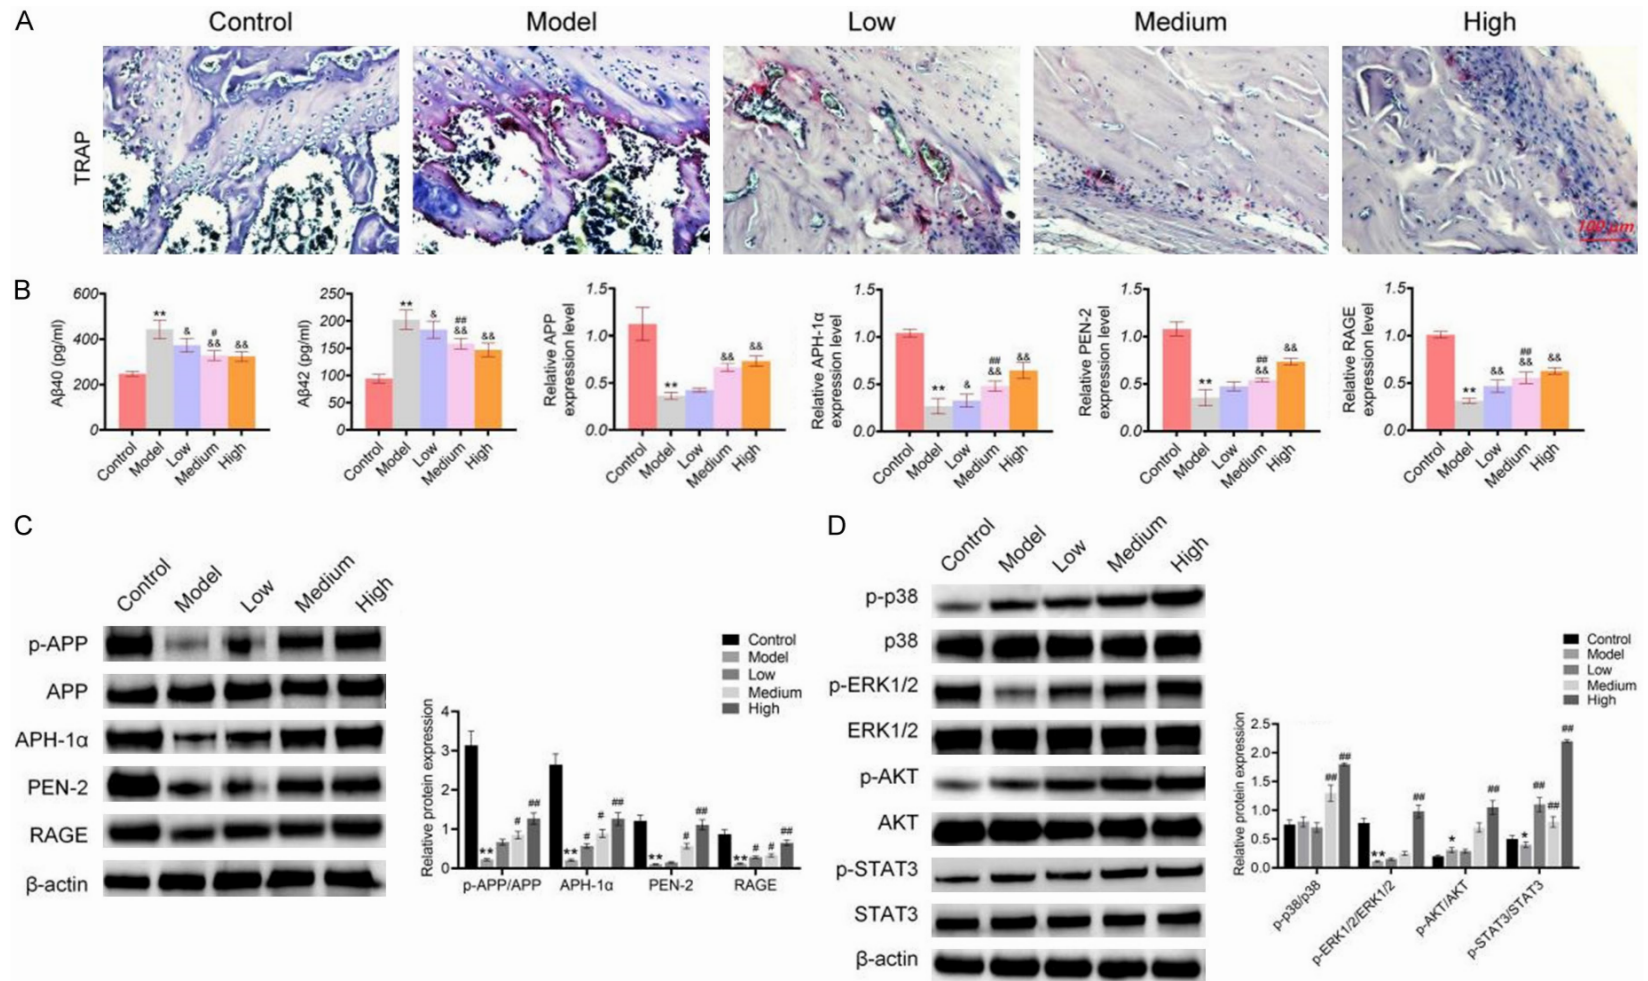 A
Control
Model
Low
Medium
High
TRAP
100 μm
B
Aβ40 (pg/ml)
600
400
200
0
**
&
#
&&
&&
Control
Model
Low
Medium
High
Aβ42 (pg/ml)
250
200
150
100
50
0
**
&
##
&&
&&
Control
Model
Low
Medium
High
Relative APP
expression level
1.5
1.0
0.5
0.0
**
&&
&&
Control
Model
Low
Medium
High
Relative APH-1α
expression level
1.5
1.0
0.5
0.0
**
&
##
&&
&&
Control
Model
Low
Medium
High
Relative PEN-2
expression level
1.5
1.0
0.5
0.0
**
##
&&
&&
Control
Model
Low
Medium
High
Relative RAGE
expression level
1.5
1.0
0.5
0.0
**
&&
##
&&
&&
Control
Model
Low
Medium
High
C
Control
Model
Low
Medium
High
p-APP
APP
APH-1α
PEN-2
RAGE
β-actin
Control
Model
Low
Medium
High
Relative protein expression
4
3
2
1
0
**
#
##
**
#
#
##
**
#
##
**
#
#
##
p-APP/APP
APH-1α
PEN-2
RAGE
D
Control
Model
Low
Medium
High
p-p38
p38
p-ERK1/2
ERK1/2
p-AKT
AKT
p-STAT3
STAT3
β-actin
Control
Model
Low
Medium
High
Relative protein expression
2.5
2.0
1.5
1.0
0.5
0.0
##
##
**
##
*
##
*
##
##
##
p-p38/p38
p-ERK1/2/ERK1/2
p-AKT/AKT
p-STAT3/STAT3